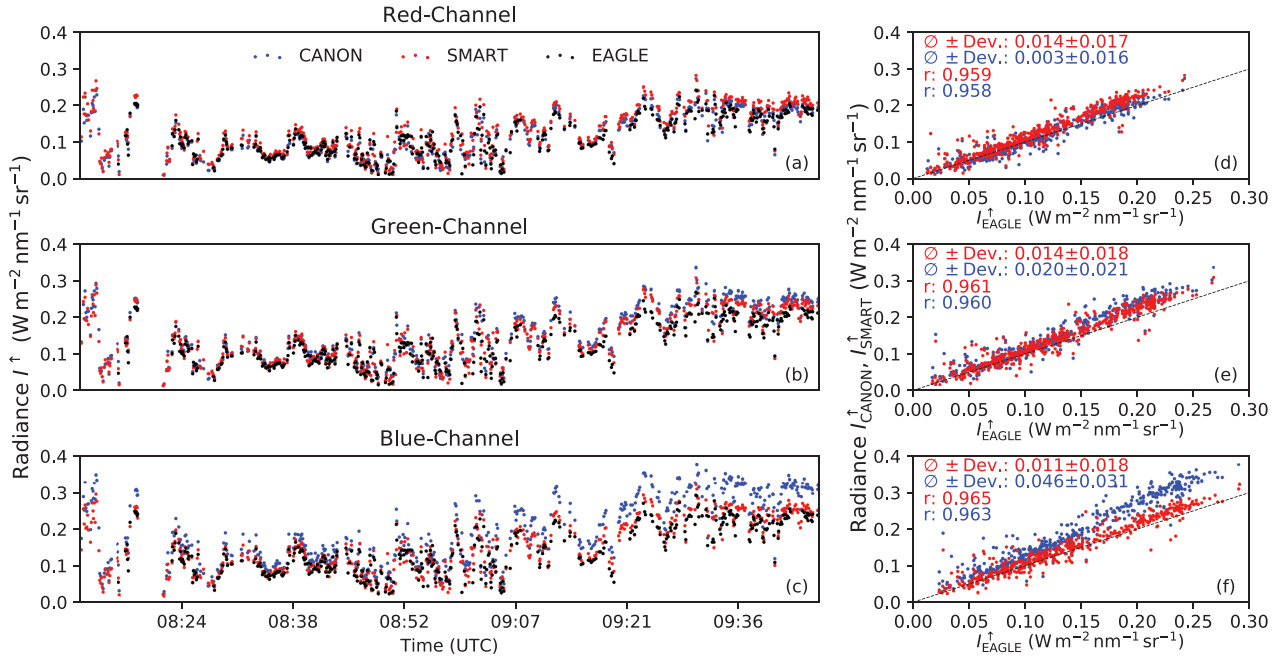 Red-Channel
0.4
0.3
0.2
0.1
0.0
CANON SMART EAGLE
(a)
Green-Channel
0.4
0.3
0.2
0.1
0.0
(b)
Blue-Channel
0.4
0.3
0.2
0.1
0.0
(c)
08:24 08:38 08:52 09:07 09:21 09:36
Time (UTC)
Radiance I↑ (W m−2 nm−1 sr−1)
0.4
0.3
0.2
0.1
0.0
∅ ± Dev.: 0.014±0.017
∅ ± Dev.: 0.003±0.016
r: 0.959
r: 0.958
(d)
0.00 0.05 0.10 0.15 0.20 0.25 0.30
I↑EAGLE (W m−2 nm−1 sr−1)
0.4
0.3
0.2
0.1
0.0
∅ ± Dev.: 0.014±0.018
∅ ± Dev.: 0.020±0.021
r: 0.961
r: 0.960
(e)
0.00 0.05 0.10 0.15 0.20 0.25 0.30
I↑EAGLE (W m−2 nm−1 sr−1)
0.4
0.3
0.2
0.1
0.0
∅ ± Dev.: 0.011±0.018
∅ ± Dev.: 0.046±0.031
r: 0.965
r: 0.963
(f)
0.00 0.05 0.10 0.15 0.20 0.25 0.30
I↑EAGLE (W m−2 nm−1 sr−1)
Radiance I↑CANON, I↑SMART (W m−2 nm−1 sr−1)